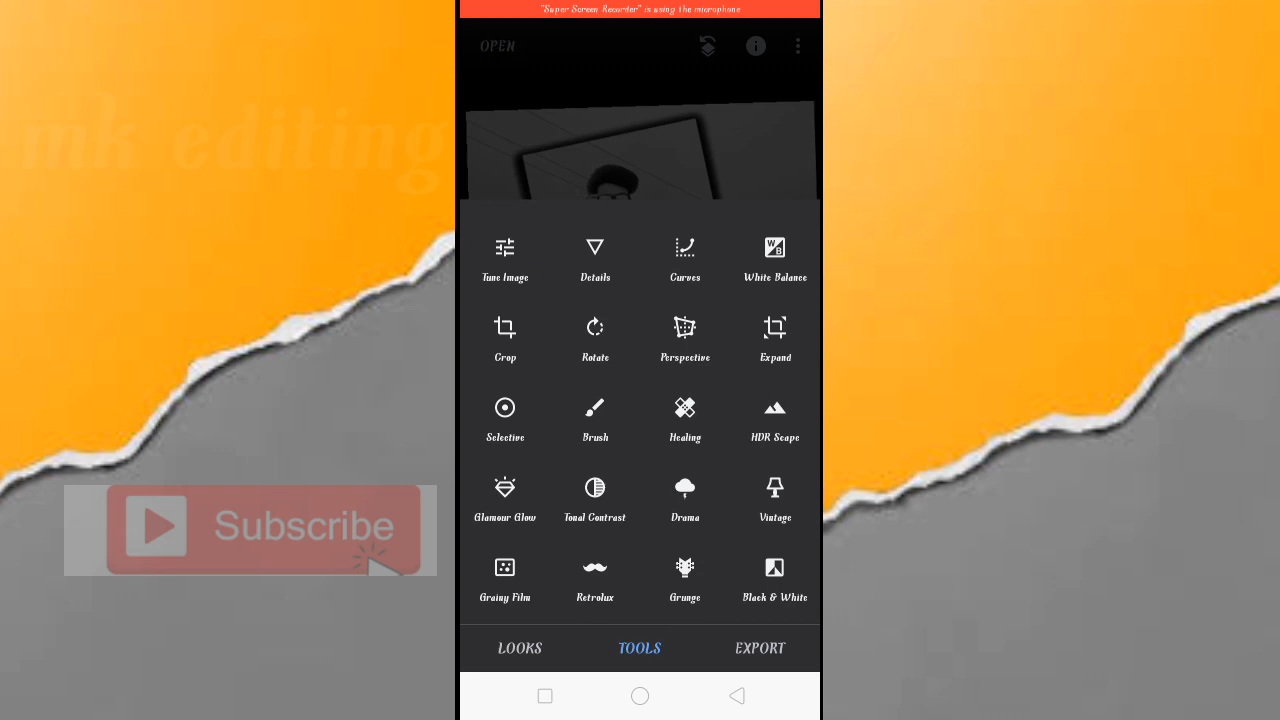 "Super Screen Recorder" is using the microphone
OPEN
mk editing
Tune Image
Details
Curves
White Balance
Crop
Rotate
Perspective
Expand
Selective
Brush
Healing
HDR Scape
Glamour Glow
Tonal Contrast
Drama
Vintage
Grainy Film
Retrolux
Grunge
Black & White
Subscribe
LOOKS
TOOLS
EXPORT